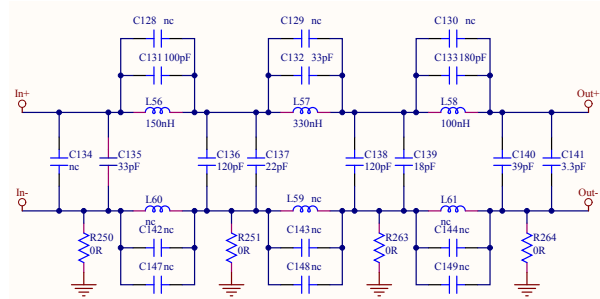 C128 nc
C129 nc
C130 nc
C131 100pF
C132 33pF
C133 180pF
In+
L56
L57
L58
Out+
150nH
330nH
100nH
C134
nc
C135
33pF
C136
120pF
C137
22pF
C138
120pF
C139
18pF
C140
39pF
C141
3.3pF
In-
L60
nc
L59 nc
L61
nc
Out-
R250
0R
C142 nc
R251
0R
C143 nc
R263
0R
C144 nc
R264
0R
C147 nc
C148 nc
C149 nc